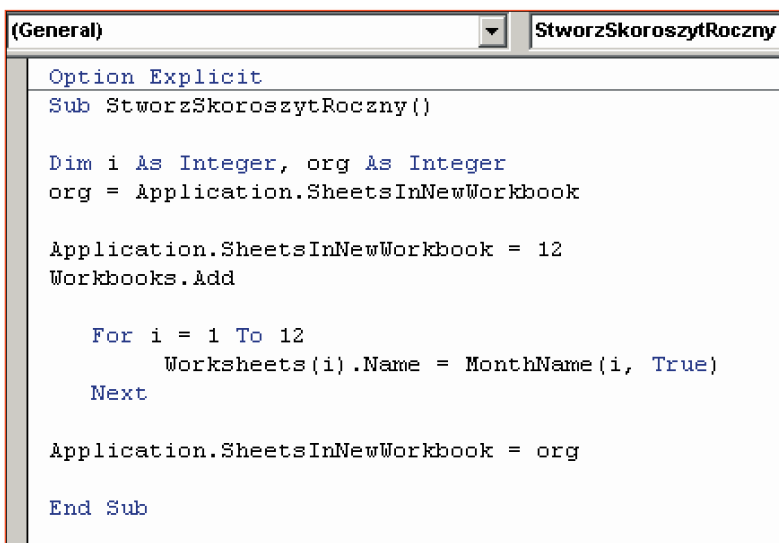 (General) StworzSkoroszytRoczny
Option Explicit
Sub StworzSkoroszytRoczny()
Dim i As Integer, org As Integer
org = Application.SheetsInNewWorkbook
Application.SheetsInNewWorkbook = 12
Workbooks.Add
For i = 1 To 12
Worksheets(i).Name = MonthName(i, True)
Next
Application.SheetsInNewWorkbook = org
End Sub